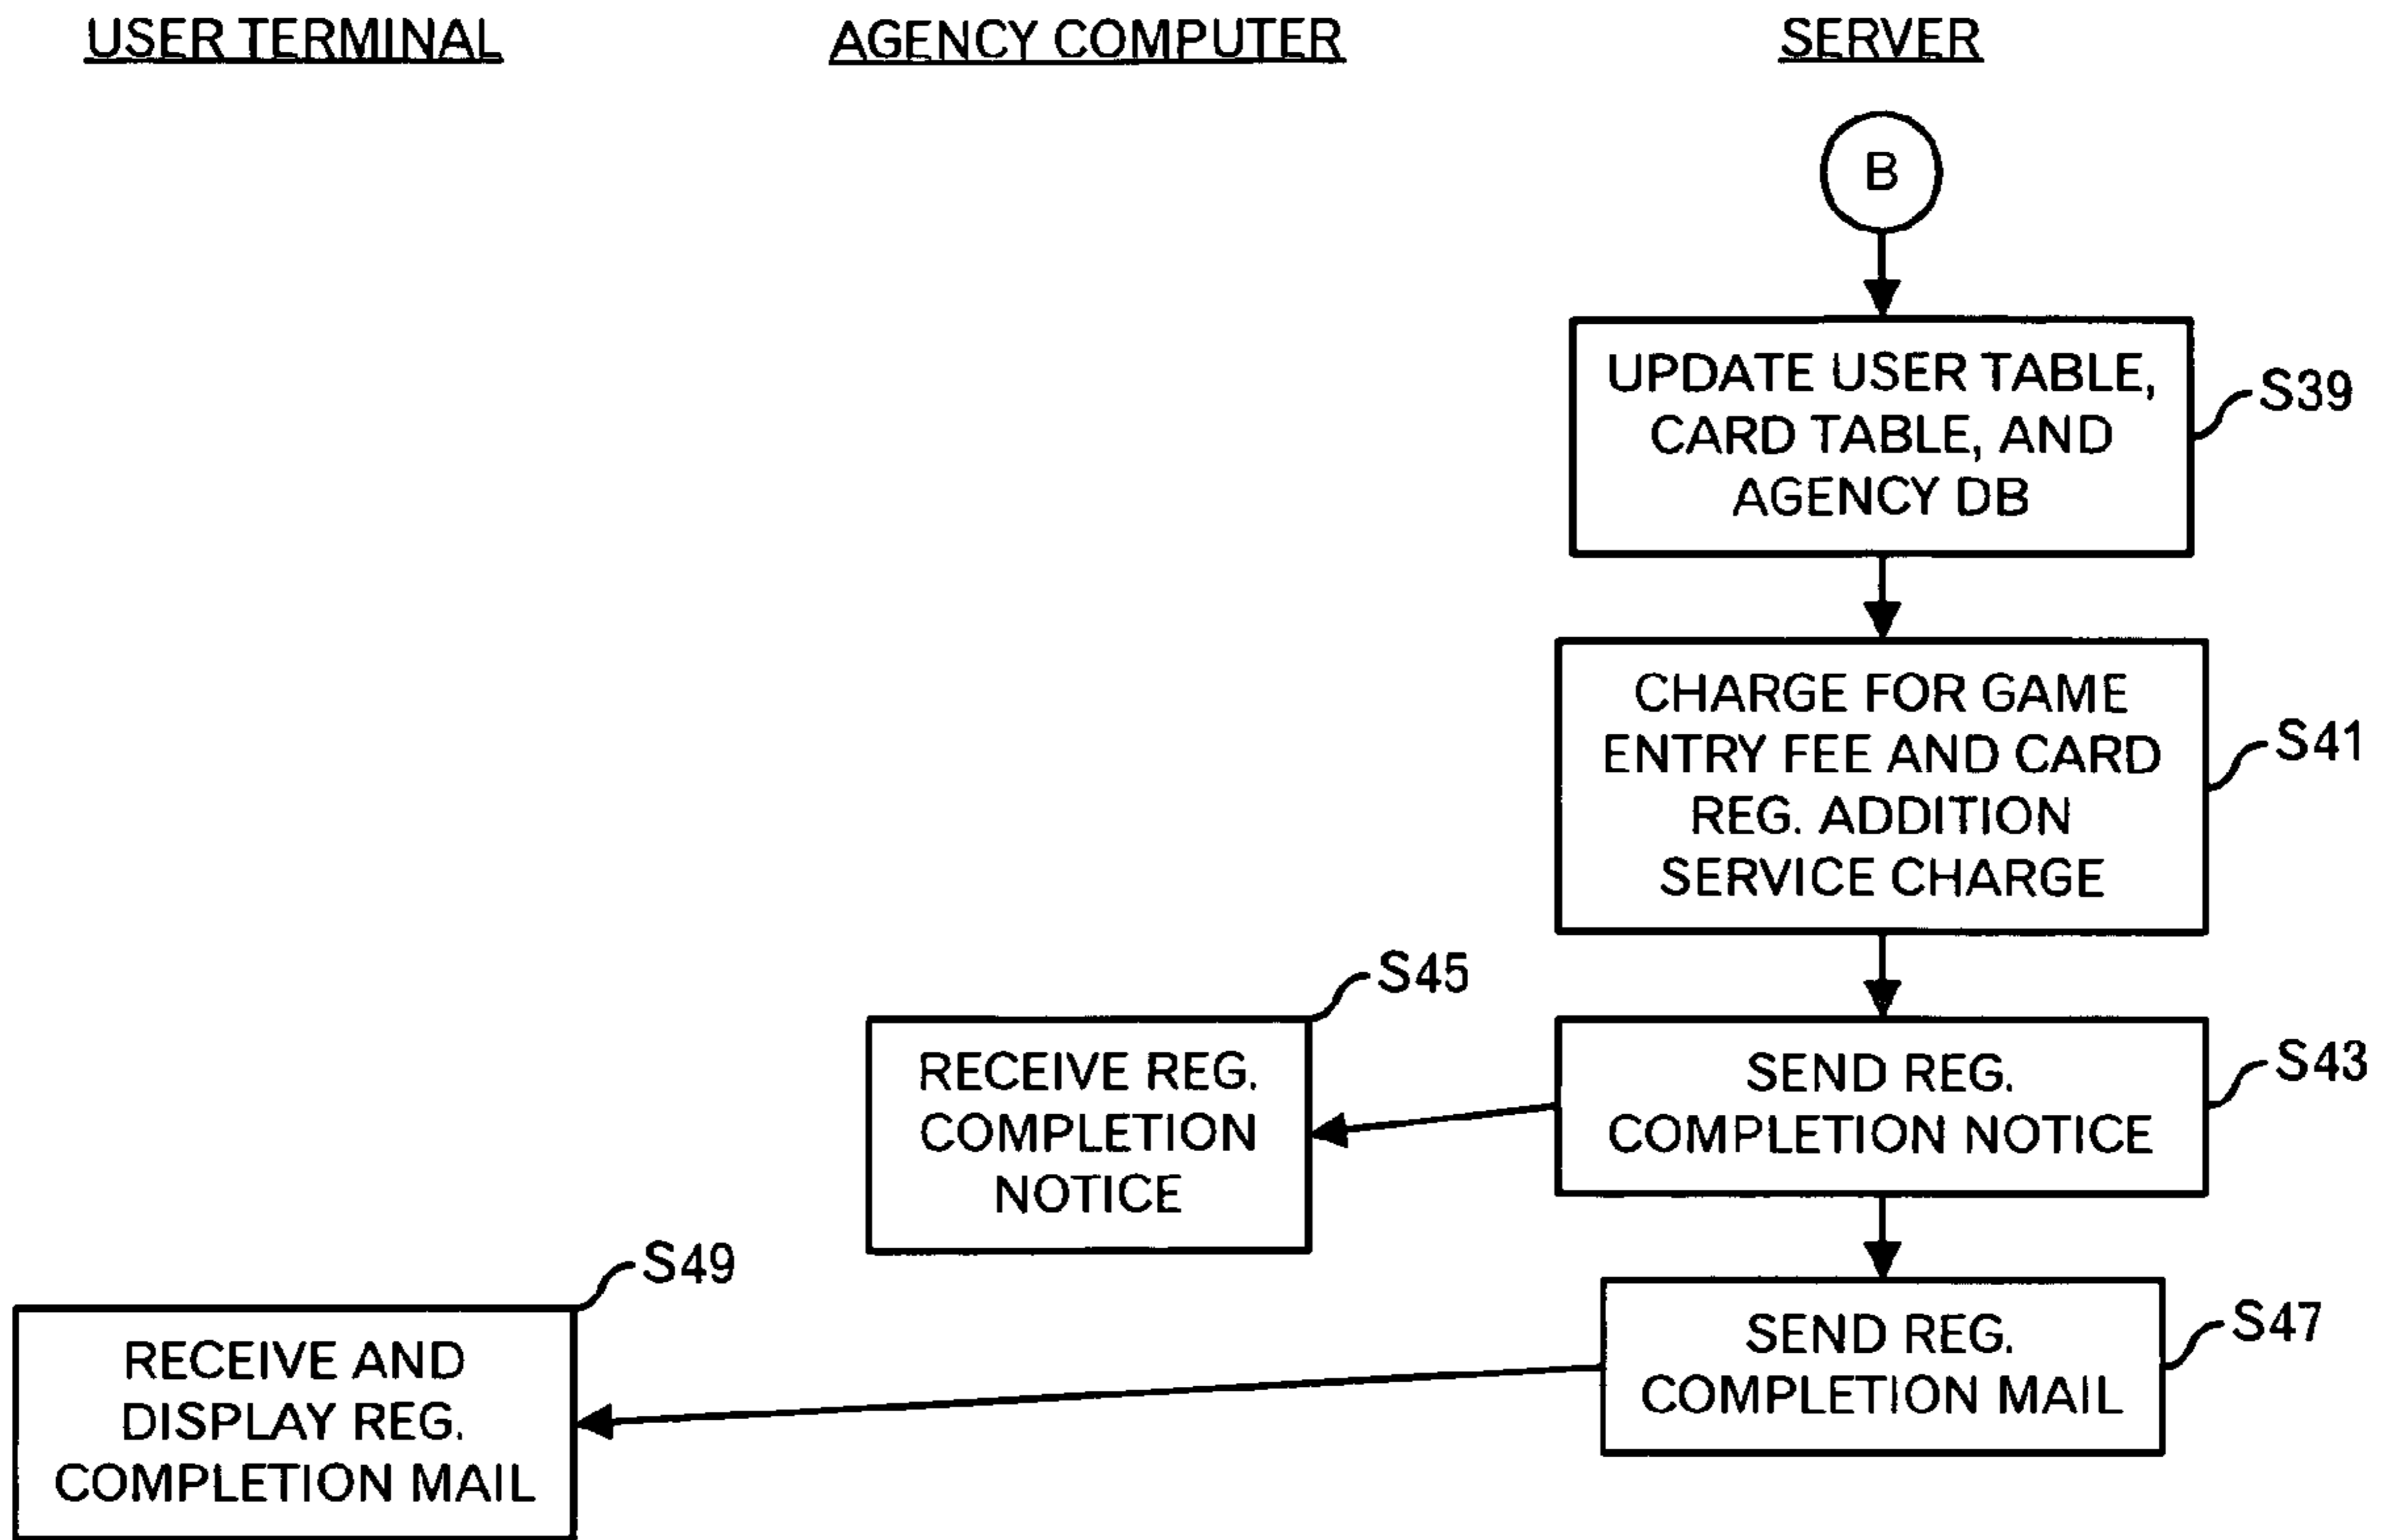 USER TERMINAL
AGENCY COMPUTER
SERVER
B
UPDATE USER TABLE,
CARD TABLE, AND
AGENCY DB
S39
CHARGE FOR GAME
ENTRY FEE AND CARD
REG. ADDITION
SERVICE CHARGE
S41
SEND REG.
COMPLETION NOTICE
S43
RECEIVE REG.
COMPLETION
NOTICE
S45
SEND REG.
COMPLETION MAIL
S47
RECEIVE AND
DISPLAY REG.
COMPLETION MAIL
S49